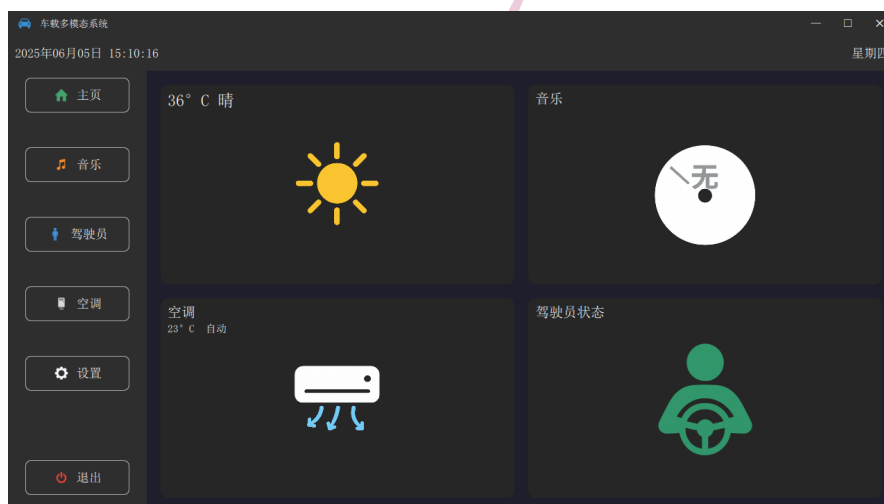 车载多模态系统
2025年06月05日 15:10:16
星期四
主页
音乐
驾驶员
空调
设置
退出
36° C 晴
音乐
无
空调
23° C 自动
驾驶员状态